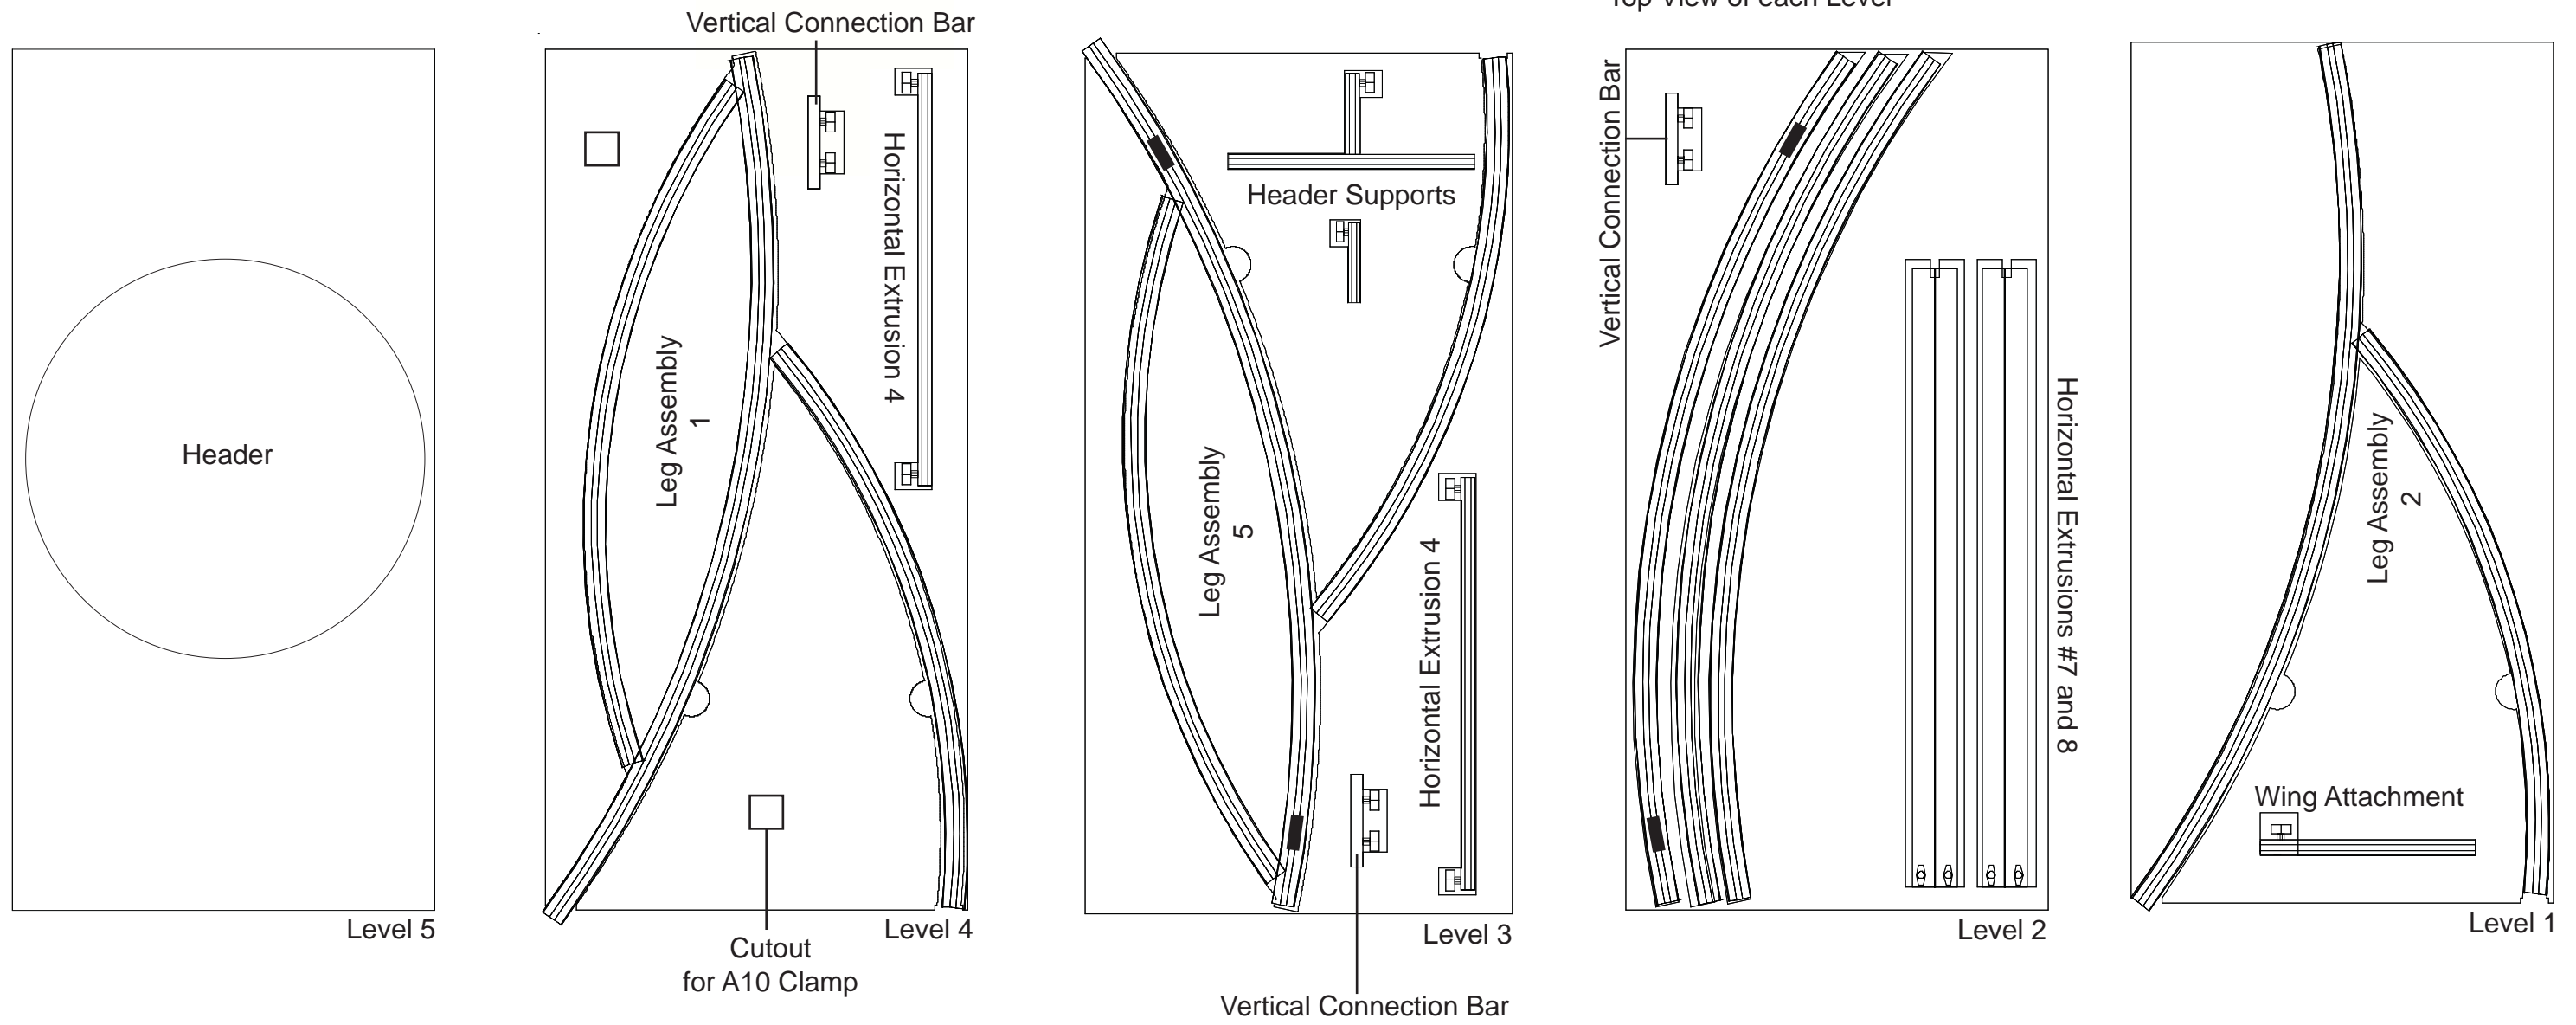 Top View of each Level
Header
Level 5
Vertical Connection Bar
Horizontal Extrusion 4
Leg Assembly
1
Cutout
for A10 Clamp
Level 4
Header Supports
Leg Assembly
5
Horizontal Extrusion 4
Vertical Connection Bar
Level 3
Vertical Connection Bar
Horizontal Extrusions #7 and 8
Level 2
Leg Assembly
2
Wing Attachment
Level 1